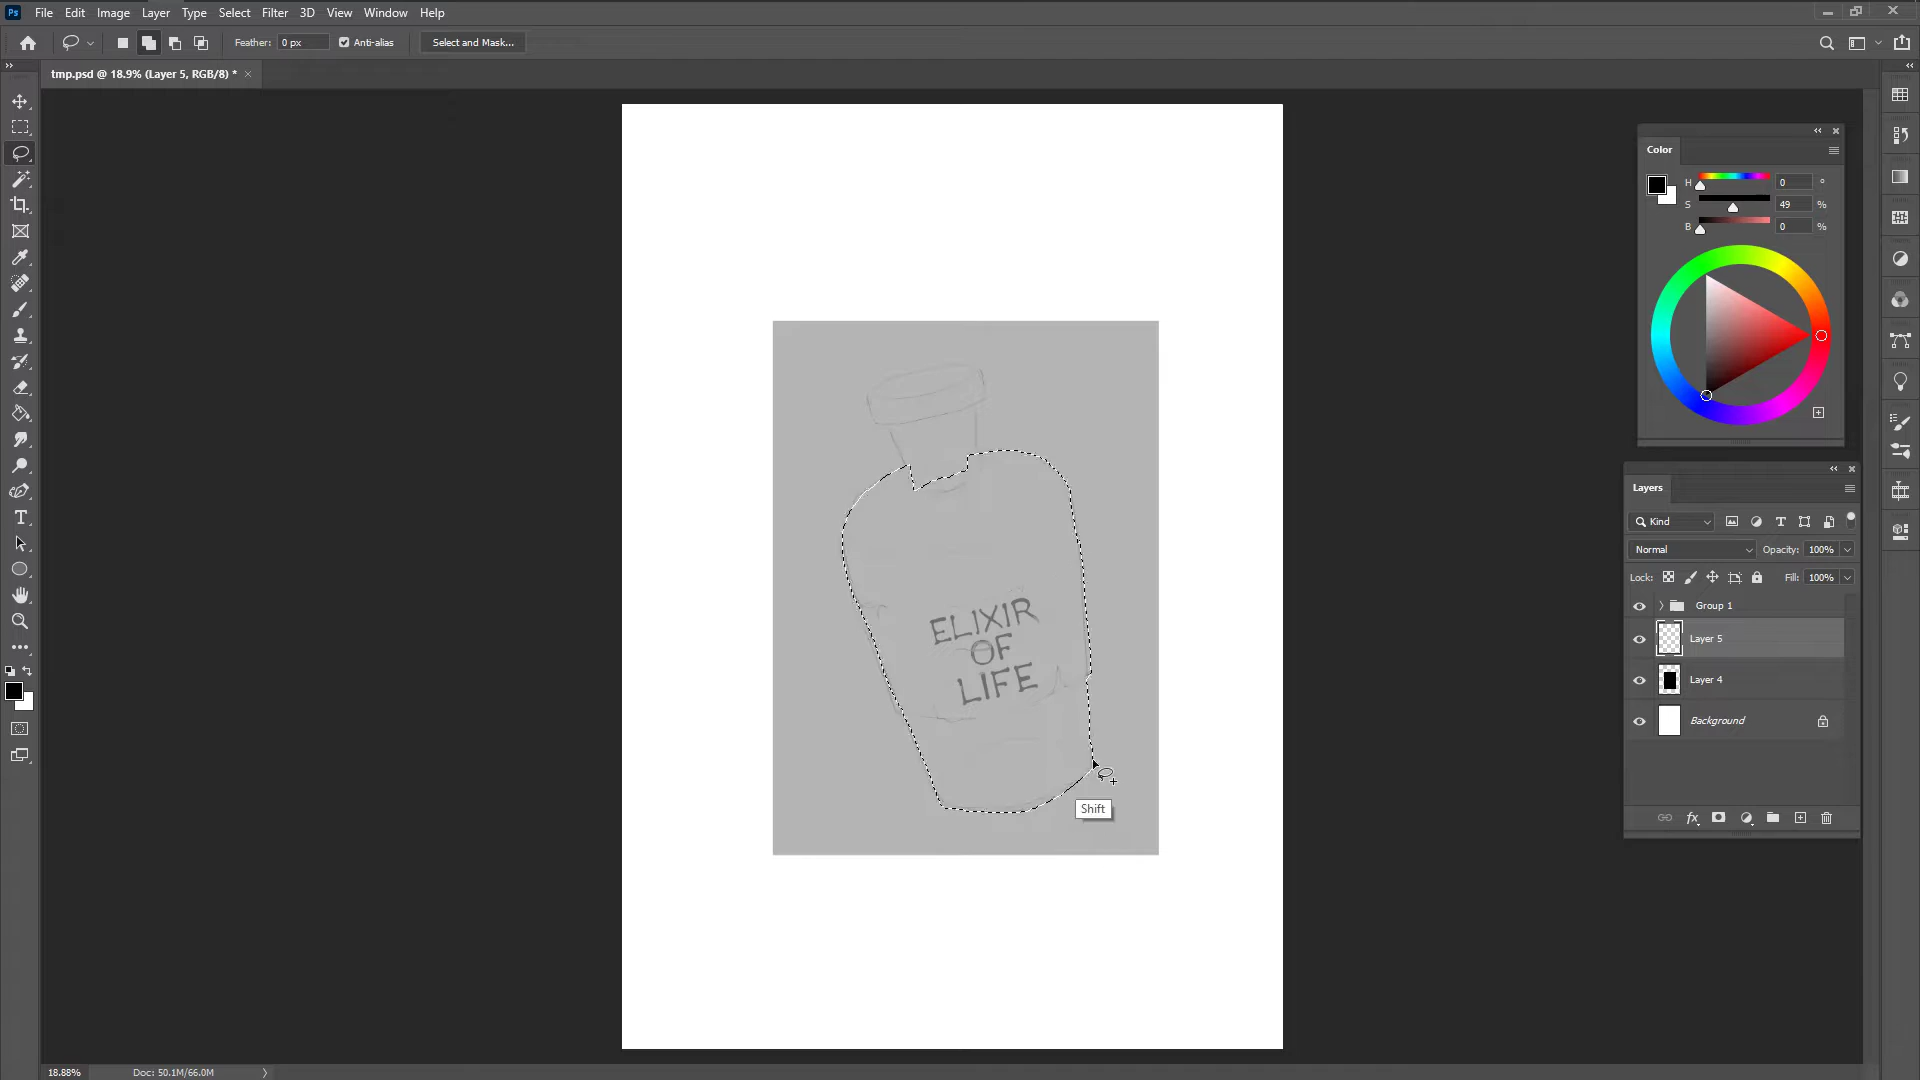 Ps File Edit Image Layer Type Select Filter 3D View Window Help
Feather: 0 px Anti-alias Select and Mask...
tmp.psd @ 18.9% (Layer 5, RGB/8) *
Color
H 0 °
S 49 %
B 0 %
ELIXIR
OF
LIFE
Shift
Layers
Kind
Normal Opacity: 100%
Lock: Fill: 100%
Group 1
Layer 5
Layer 4
Background
fx
18.88% Doc: 50.1M/66.0M